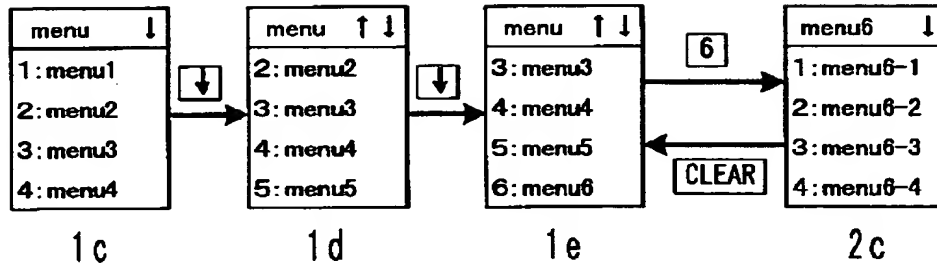 menu ↓
1:menu1
2:menu2
3:menu3
4:menu4
1c
↓
menu ↑ ↓
2:menu2
3:menu3
4:menu4
5:menu5
1d
↓
menu ↑ ↓
3:menu3
4:menu4
5:menu5
6:menu6
1e
6
CLEAR
menu6 ↓
1:menu6-1
2:menu6-2
3:menu6-3
4:menu6-4
2c